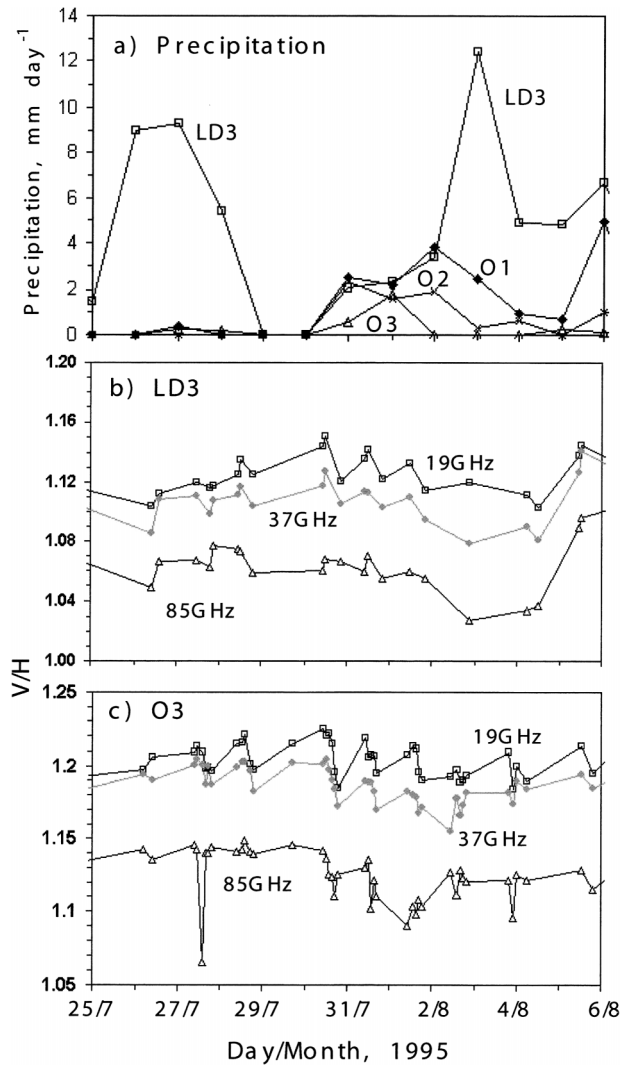 14
a) Precipitation
12
LD3
10
LD3
8
Precipitation, mm day-1
6
4
O1
O2
2
O3
0
1.20
b) LD3
1.16
19GHz
1.12
37GHz
1.08
1.04
85GHz
1.00
V/H
1.25
c) O3
19GHz
1.2
37GHz
1.15
85GHz
1.1
1.05
25/7 27/7 29/7 31/7 2/8 4/8 6/8
Day/Month, 1995